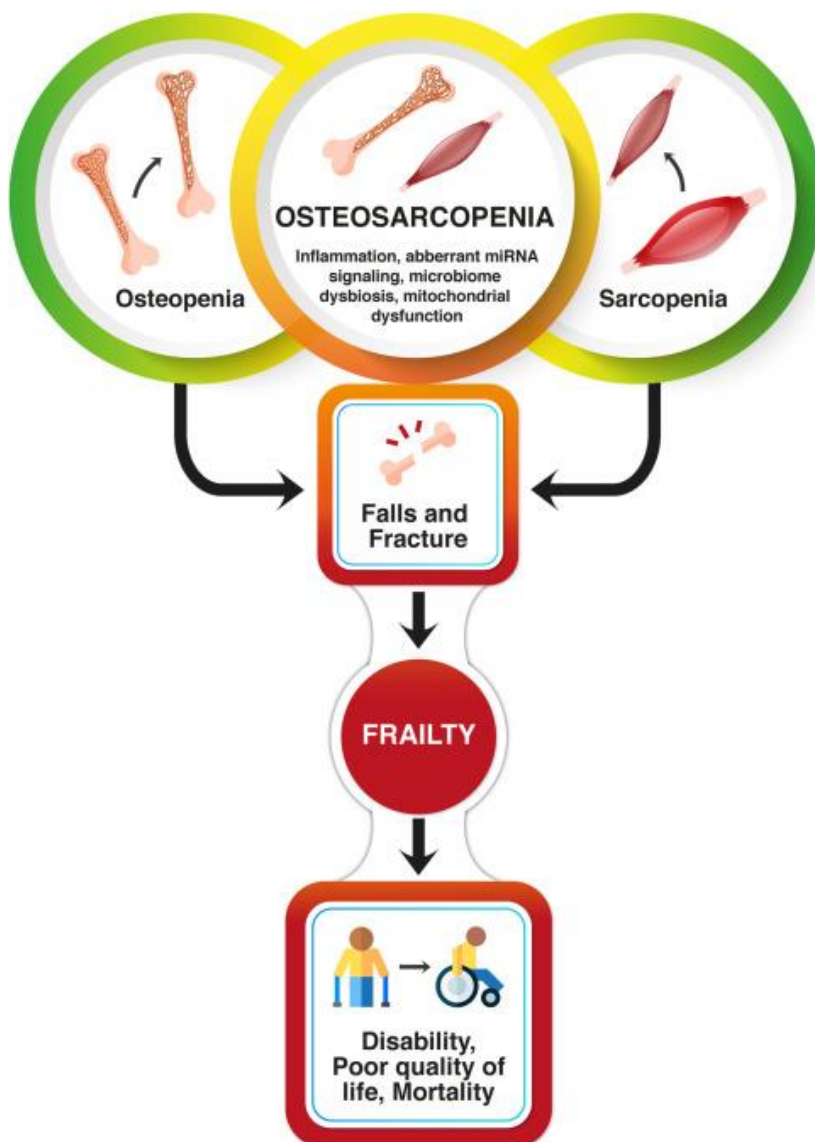 Osteopenia
OSTEOSARCOPENIA
Inflammation, abberrant miRNA
signaling, microbiome
dysbiosis, mitochondrial
dysfunction
Sarcopenia
Falls and
Fracture
FRAILTY
Disability,
Poor quality of
life, Mortality